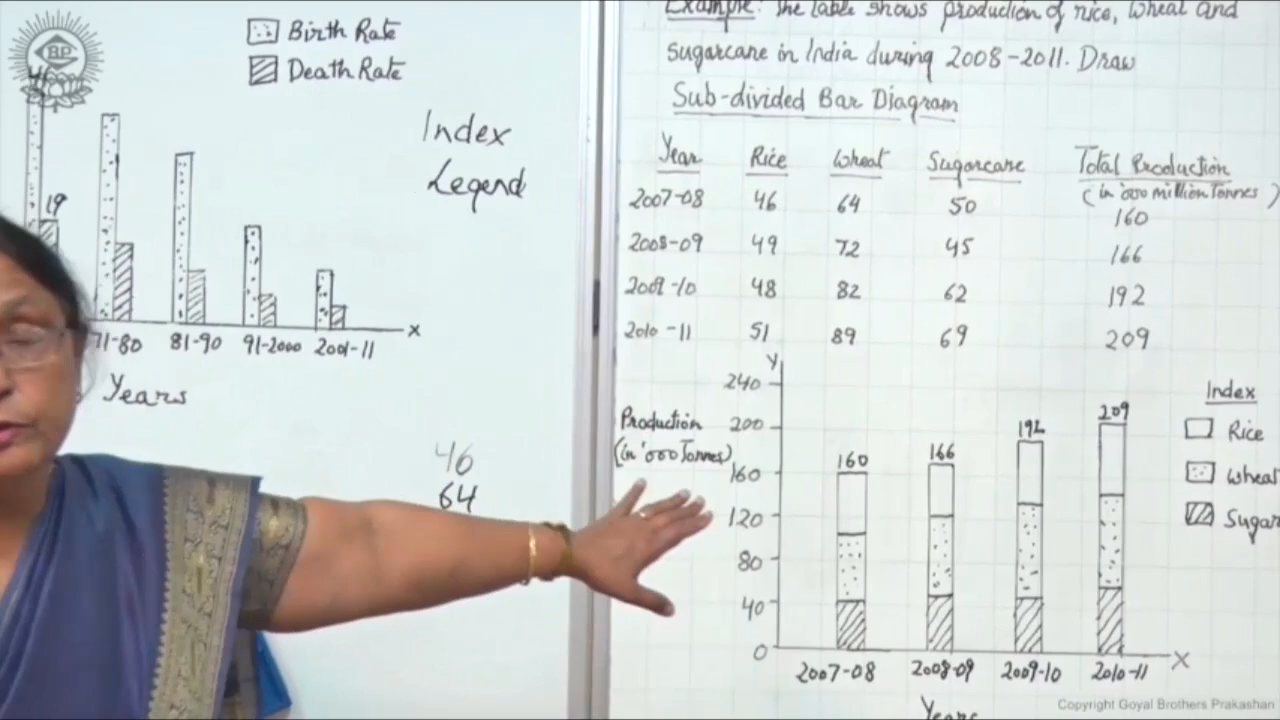 BP
Birth Rate
Death Rate
Index
Legend
19
71-80 81-90 91-2000 2001-11
x
Years
46
64
Example: The table shows production of rice, wheat and
sugarcane in India during 2008-2011. Draw
Sub-divided Bar Diagram
Year Rice Wheat Sugarcane Total Production
(in '000 million Tonnes)
2007-08 46 64 50 160
2008-09 49 72 45 166
2009-10 48 82 62 192
2010-11 51 89 69 209
Y
240
200
160
120
80
40
0
Production
(in '000 Tonnes)
160 166 192 209
2007-08 2008-09 2009-10 2010-11
X
Years
Index
Rice
Wheat
Sugar
Copyright Goyal Brothers Prakashan